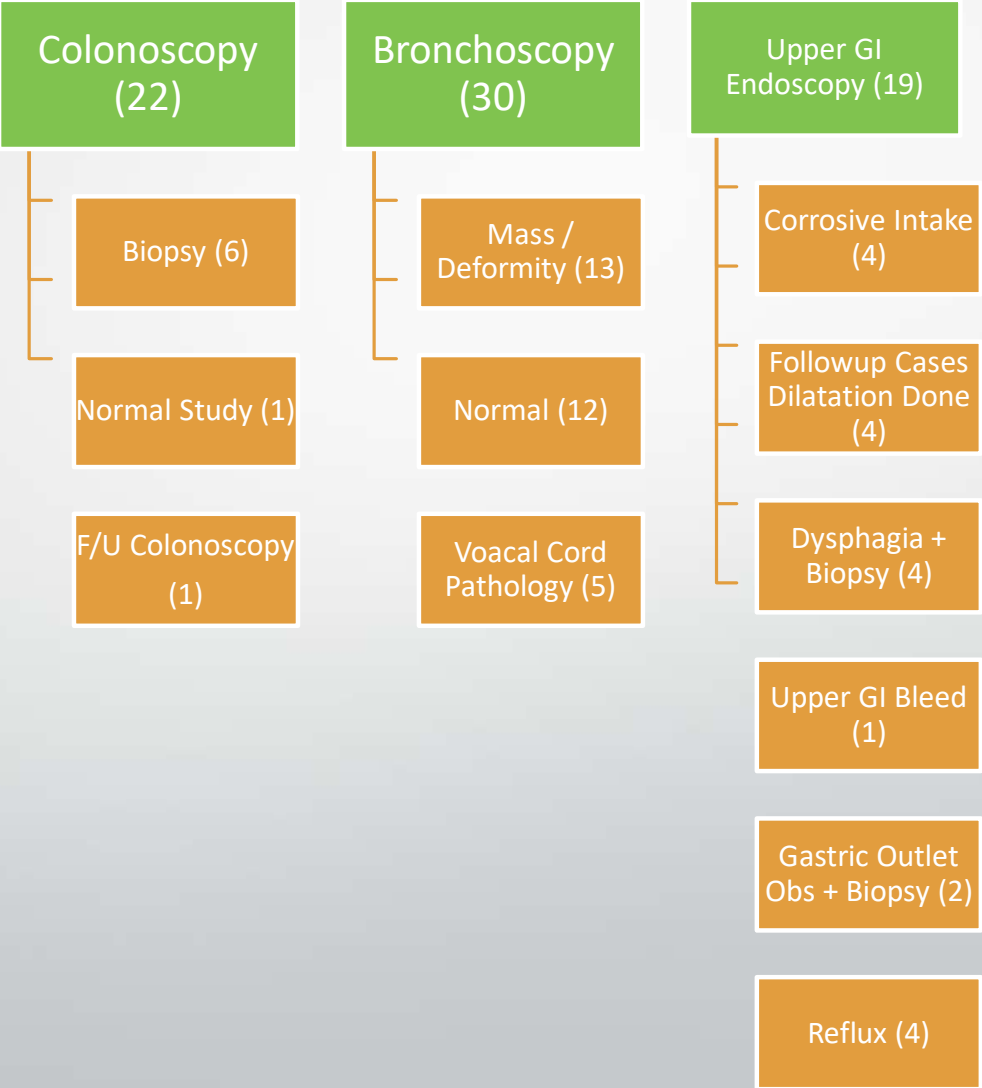 Colonoscopy
(22)
Biopsy (6)
Normal Study (1)
F/U Colonoscopy
(1)
Bronchoscopy
(30)
Mass /
Deformity (13)
Normal (12)
Voacal Cord
Pathology (5)
Upper GI
Endoscopy (19)
Corrosive Intake
(4)
Followup Cases
Dilatation Done
(4)
Dysphagia +
Biopsy (4)
Upper GI Bleed
(1)
Gastric Outlet
Obs + Biopsy (2)
Reflux (4)